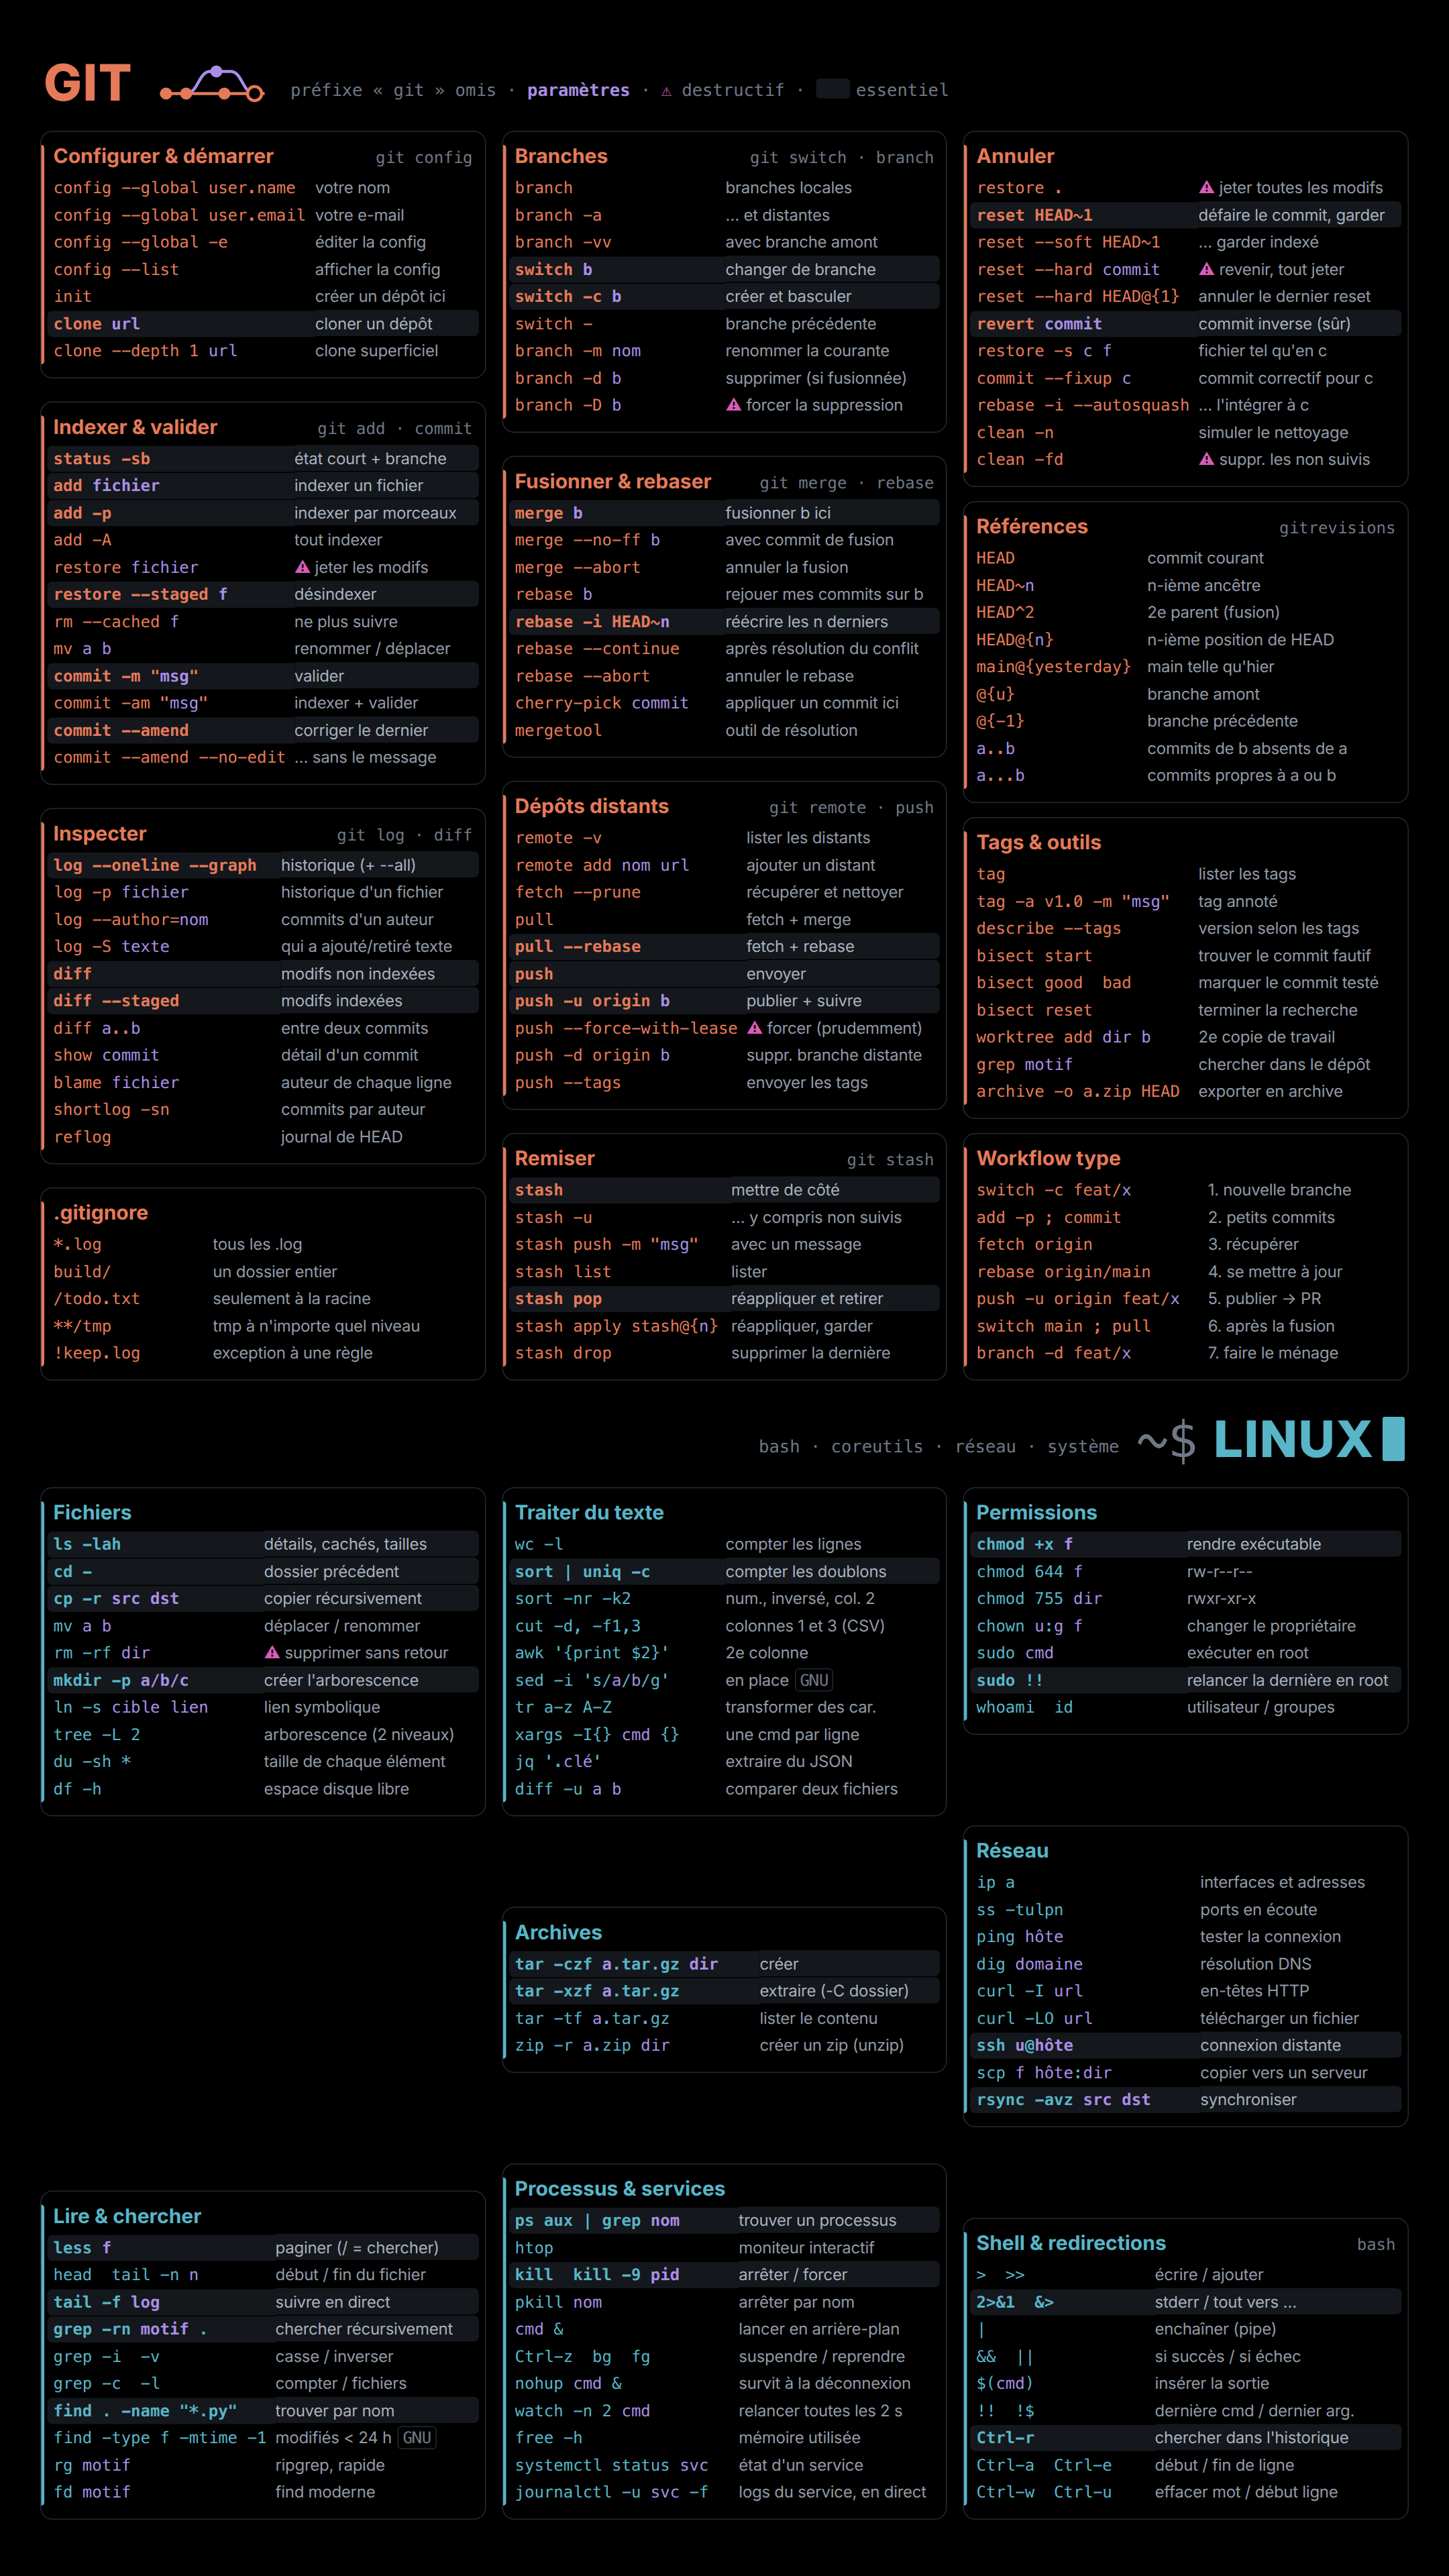 GIT préfixe « git » omis · paramètres · ⚠ destructif · essentiel
Configurer & démarrer git config
config --global user.name votre nom
config --global user.email votre e-mail
config --global -e éditer la config
config --list afficher la config
init créer un dépôt ici
clone url cloner un dépôt
clone --depth 1 url clone superficiel
Indexer & valider git add · commit
status -sb état court + branche
add fichier indexer un fichier
add -p indexer par morceaux
add -A tout indexer
restore fichier ⚠ jeter les modifs
restore --staged f désindexer
rm --cached f ne plus suivre
mv a b renommer / déplacer
commit -m "msg" valider
commit -am "msg" indexer + valider
commit --amend corriger le dernier
commit --amend --no-edit … sans le message
Inspecter git log · diff
log --oneline --graph historique (+ --all)
log -p fichier historique d'un fichier
log --author=nom commits d'un auteur
log -S texte qui a ajouté/retiré texte
diff modifs non indexées
diff --staged modifs indexées
diff a..b entre deux commits
show commit détail d'un commit
blame fichier auteur de chaque ligne
shortlog -sn commits par auteur
reflog journal de HEAD
.gitignore
*.log tous les .log
build/ un dossier entier
/todo.txt seulement à la racine
**/tmp tmp à n'importe quel niveau
!keep.log exception à une règle
Branches git switch · branch
branch branches locales
branch -a … et distantes
branch -vv avec branche amont
switch b changer de branche
switch -c b créer et basculer
switch - branche précédente
branch -m nom renommer la courante
branch -d b supprimer (si fusionnée)
branch -D b ⚠ forcer la suppression
Fusionner & rebaser git merge · rebase
merge b fusionner b ici
merge --no-ff b avec commit de fusion
merge --abort annuler la fusion
rebase b rejouer mes commits sur b
rebase -i HEAD~n réécrire les n derniers
rebase --continue après résolution du conflit
rebase --abort annuler le rebase
cherry-pick commit appliquer un commit ici
mergetool outil de résolution
Dépôts distants git remote · push
remote -v lister les distants
remote add nom url ajouter un distant
fetch --prune récupérer et nettoyer
pull fetch + merge
pull --rebase fetch + rebase
push envoyer
push -u origin b publier + suivre
push --force-with-lease ⚠ forcer (prudemment)
push -d origin b suppr. branche distante
push --tags envoyer les tags
Remiser git stash
stash mettre de côté
stash -u … y compris non suivis
stash push -m "msg" avec un message
stash list lister
stash pop réappliquer et retirer
stash apply stash@{n} réappliquer, garder
stash drop supprimer la dernière
Annuler
restore . ⚠ jeter toutes les modifs
reset HEAD~1 défaire le commit, garder
reset --soft HEAD~1 … garder indexé
reset --hard commit ⚠ revenir, tout jeter
reset --hard HEAD@{1} annuler le dernier reset
revert commit commit inverse (sûr)
restore -s c f fichier tel qu'en c
commit --fixup c commit correctif pour c
rebase -i --autosquash … l'intégrer à c
clean -n simuler le nettoyage
clean -fd ⚠ suppr. les non suivis
Références gitrevisions
HEAD commit courant
HEAD~n n-ième ancêtre
HEAD^2 2e parent (fusion)
HEAD@{n} n-ième position de HEAD
main@{yesterday} main telle qu'hier
@{u} branche amont
@{-1} branche précédente
a..b commits de b absents de a
a...b commits propres à a ou b
Tags & outils
tag lister les tags
tag -a v1.0 -m "msg" tag annoté
describe --tags version selon les tags
bisect start trouver le commit fautif
bisect good bad marquer le commit testé
bisect reset terminer la recherche
worktree add dir b 2e copie de travail
grep motif chercher dans le dépôt
archive -o a.zip HEAD exporter en archive
Workflow type
switch -c feat/x 1. nouvelle branche
add -p ; commit 2. petits commits
fetch origin 3. récupérer
rebase origin/main 4. se mettre à jour
push -u origin feat/x 5. publier → PR
switch main ; pull 6. après la fusion
branch -d feat/x 7. faire le ménage
bash · coreutils · réseau · système ~$ LINUX
Fichiers
ls -lah détails, cachés, tailles
cd - dossier précédent
cp -r src dst copier récursivement
mv a b déplacer / renommer
rm -rf dir ⚠ supprimer sans retour
mkdir -p a/b/c créer l'arborescence
ln -s cible lien lien symbolique
tree -L 2 arborescence (2 niveaux)
du -sh * taille de chaque élément
df -h espace disque libre
Lire & chercher
less f paginer (/ = chercher)
head tail -n n début / fin du fichier
tail -f log suivre en direct
grep -rn motif . chercher récursivement
grep -i -v casse / inverser
grep -c -l compter / fichiers
find . -name "*.py" trouver par nom
find -type f -mtime -1 modifiés < 24 h GNU
rg motif ripgrep, rapide
fd motif find moderne
Traiter du texte
wc -l compter les lignes
sort | uniq -c compter les doublons
sort -nr -k2 num., inversé, col. 2
cut -d, -f1,3 colonnes 1 et 3 (CSV)
awk '{print $2}' 2e colonne
sed -i 's/a/b/g' en place GNU
tr a-z A-Z transformer des car.
xargs -I{} cmd {} une cmd par ligne
jq '.clé' extraire du JSON
diff -u a b comparer deux fichiers
Archives
tar -czf a.tar.gz dir créer
tar -xzf a.tar.gz extraire (-C dossier)
tar -tf a.tar.gz lister le contenu
zip -r a.zip dir créer un zip (unzip)
Processus & services
ps aux | grep nom trouver un processus
htop moniteur interactif
kill kill -9 pid arrêter / forcer
pkill nom arrêter par nom
cmd & lancer en arrière-plan
Ctrl-z bg fg suspendre / reprendre
nohup cmd & survit à la déconnexion
watch -n 2 cmd relancer toutes les 2 s
free -h mémoire utilisée
systemctl status svc état d'un service
journalctl -u svc -f logs du service, en direct
Permissions
chmod +x f rendre exécutable
chmod 644 f rw-r--r--
chmod 755 dir rwxr-xr-x
chown u:g f changer le propriétaire
sudo cmd exécuter en root
sudo !! relancer la dernière en root
whoami id utilisateur / groupes
Réseau
ip a interfaces et adresses
ss -tulpn ports en écoute
ping hôte tester la connexion
dig domaine résolution DNS
curl -I url en-têtes HTTP
curl -LO url télécharger un fichier
ssh u@hôte connexion distante
scp f hôte:dir copier vers un serveur
rsync -avz src dst synchroniser
Shell & redirections bash
> >> écrire / ajouter
2>&1 &> stderr / tout vers …
| enchaîner (pipe)
&& || si succès / si échec
$(cmd) insérer la sortie
!! !$ dernière cmd / dernier arg.
Ctrl-r chercher dans l'historique
Ctrl-a Ctrl-e début / fin de ligne
Ctrl-w Ctrl-u effacer mot / début ligne